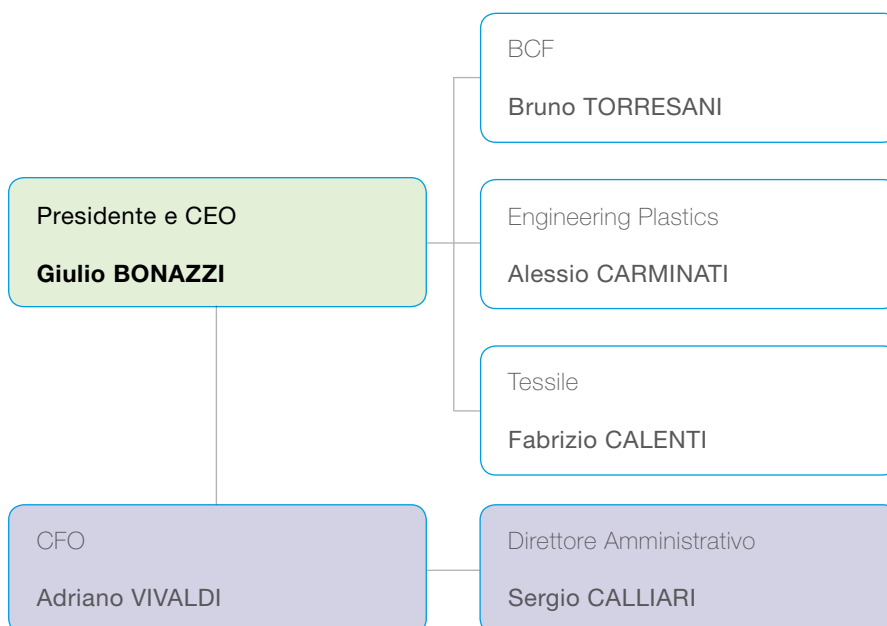 BCF
Bruno TORRESANI
Presidente e CEO
Giulio BONAZZI
Engineering Plastics
Alessio CARMINATI
Tessile
Fabrizio CALENTI
CFO
Adriano VIVALDI
Direttore Amministrativo
Sergio CALLIARI